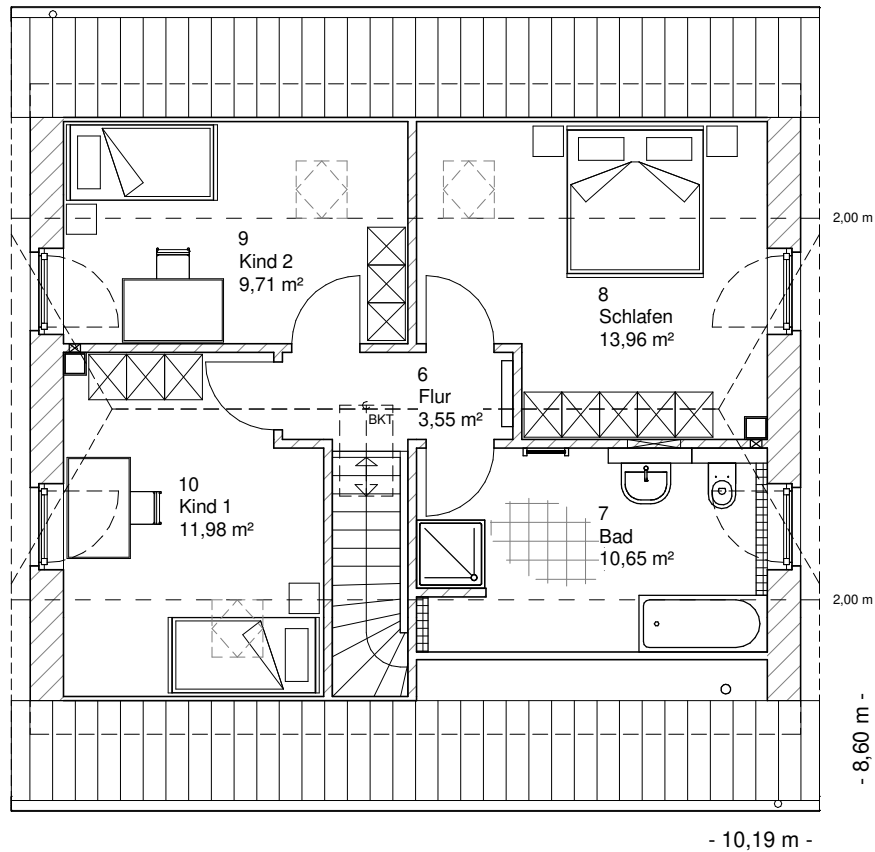 2,00 m
9
Kind 2
9,71 m²
8
Schlafen
13,96 m²
6
Flur
3,55 m²
BKT
10
Kind 1
11,98 m²
7
Bad
10,65 m²
2,00 m
- 8,60 m -
- 10,19 m -